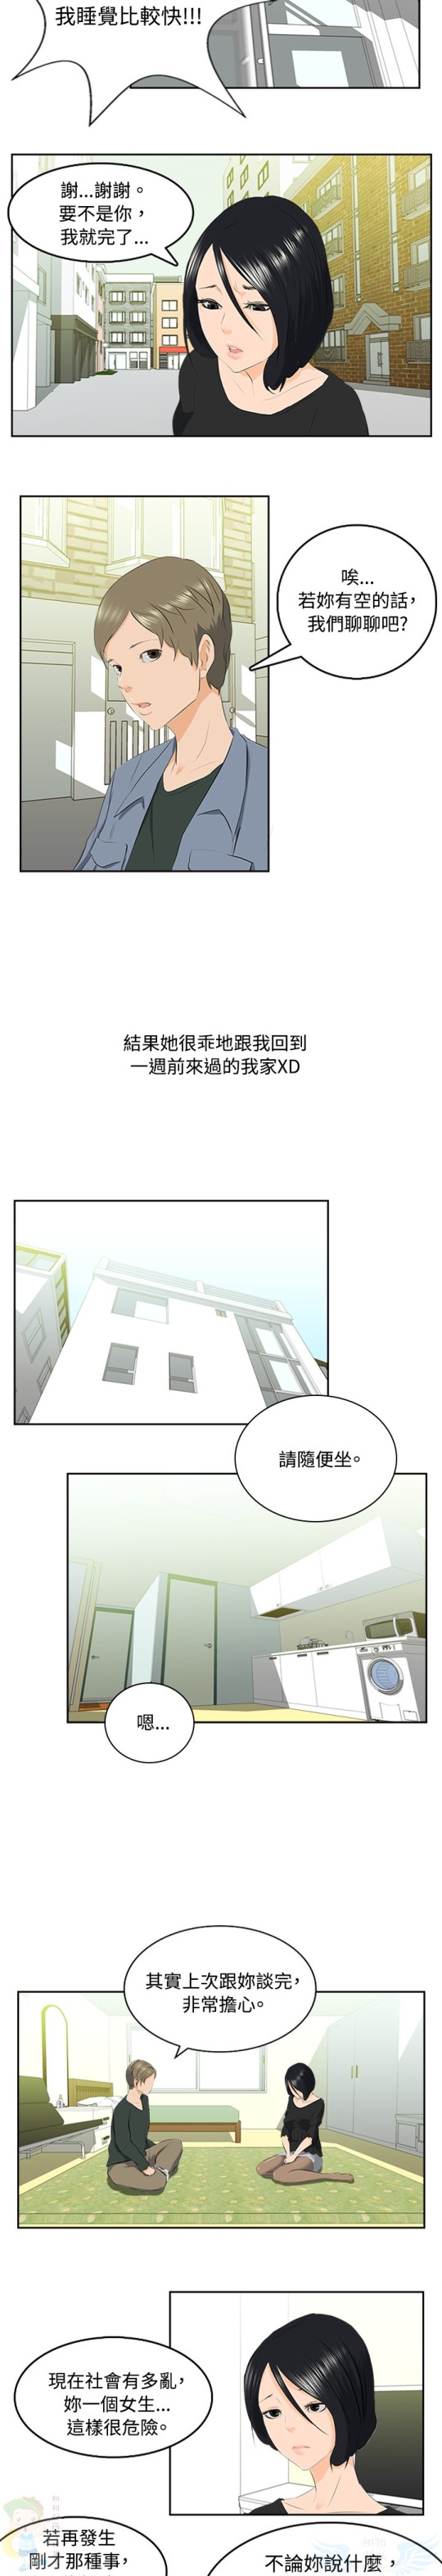 我睡覺比較快!!!
謝...謝謝。
要不是你，
我就完了...
唉...
若妳有空的話，
我們聊聊吧?
結果她很乖地跟我回到
一週前來過的我家XD
請隨便坐。
嗯...
其實上次跟妳談完，
非常擔心。
現在社會有多亂，
妳一個女生...
這樣很危險。
若再發生
剛才那種事，
不論妳說什麼，